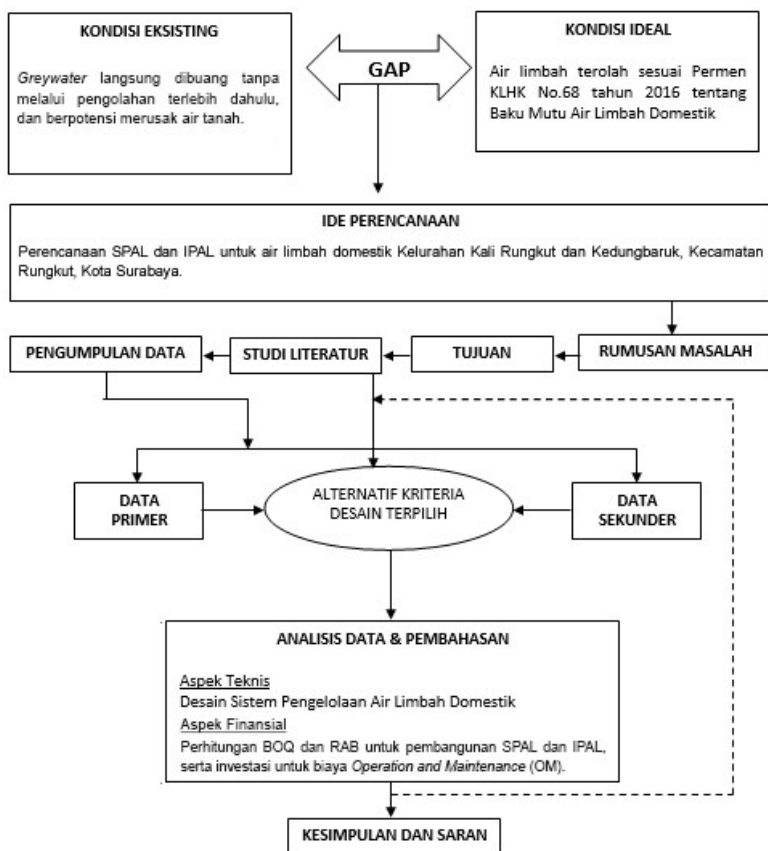 KONDISI EKSISTING
Greywater langsung dibuang tanpa
melalui pengolahan terlebih dahulu,
dan berpotensi merusak air tanah.
GAP
KONDISI IDEAL
Air limbah terolah sesuai Permen
KLHK No.68 tahun 2016 tentang
Baku Mutu Air Limbah Domestik
IDE PERENCANAAN
Perencanaan SPAL dan IPAL untuk air limbah domestik Kelurahan Kali Rungkut dan Kedungbaruk, Kecamatan
Rungkut, Kota Surabaya.
RUMUSAN MASALAH
TUJUAN
STUDI LITERATUR
PENGUMPULAN DATA
DATA
PRIMER
ALTERNATIF KRITERIA
DESAIN TERPILIH
DATA
SEKUNDER
ANALISIS DATA & PEMBAHASAN
Aspek Teknis
Desain Sistem Pengelolaan Air Limbah Domestik
Aspek Finansial
Perhitungan BOQ dan RAB untuk pembangunan SPAL dan IPAL,
serta investasi untuk biaya Operation and Maintenance (OM).
KESIMPULAN DAN SARAN